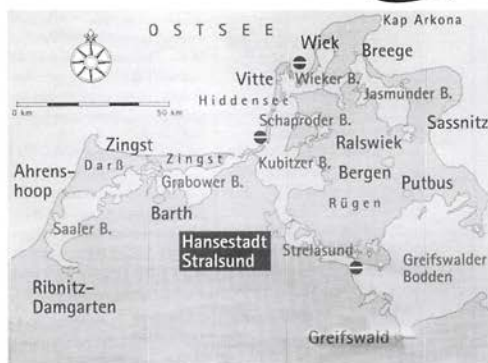 Kap Arkona
OSTSEE
Wiek
Breege
Vitte
Wieker B.
Hiddensee
Jasmunder B.
0 km
50 km
Schaproder B.
Sassnitz
Zingst
Zingst
Ralswiek
Ahrens-
hoop
Darß
Kubitzer B.
Grabower B.
Bergen
Putbus
Barth
Rügen
Saaler B.
Hansestadt
Stralsund
Strelasund
Greifswalder
Bodden
Ribnitz-
Damgarten
Greifswald